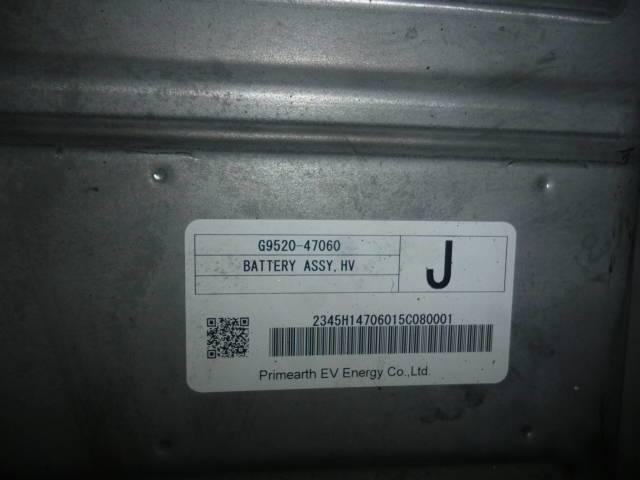 G9520-47060
BATTERY ASSY,HV
J
2345H14706015C080001
Primearth EV Energy Co.,Ltd.